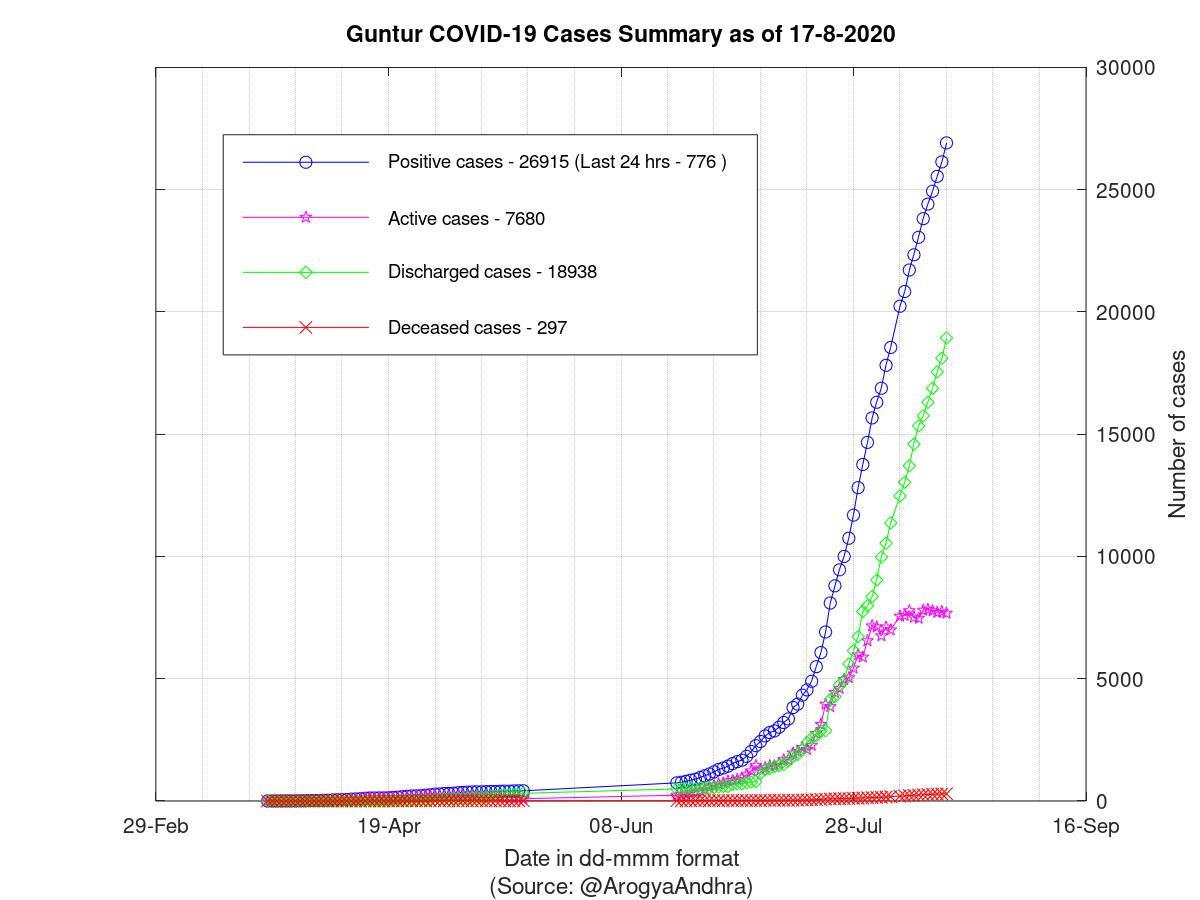 Guntur COVID-19 Cases Summary as of 17-8-2020
Positive cases - 26915 (Last 24 hrs - 776 )
Active cases - 7680
Discharged cases - 18938
Deceased cases - 297
30000
25000
20000
15000
10000
5000
0
Number of cases
29-Feb
19-Apr
08-Jun
28-Jul
16-Sep
Date in dd-mmm format
(Source: @ArogyaAndhra)